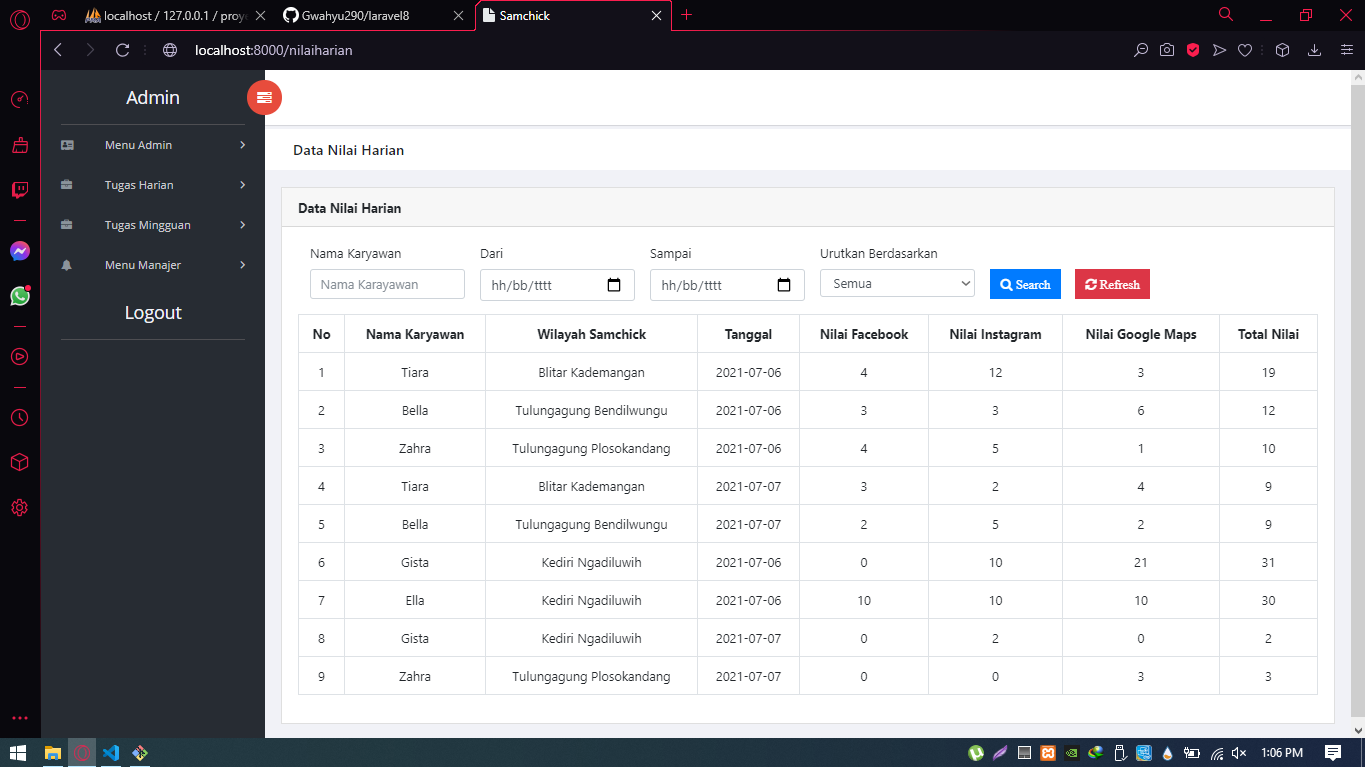 localhost / 127.0.0.1 / proye
Gwahyu290/laravel8
Samchick
localhost:8000/nilaiharian
Admin
Menu Admin
Tugas Harian
Tugas Mingguan
Menu Manajer
Logout
Data Nilai Harian
Data Nilai Harian
Nama Karyawan Dari Sampai Urutkan Berdasarkan
Nama Karayawan hh/bb/tttt hh/bb/tttt Semua Search Refresh
No Nama Karyawan Wilayah Samchick Tanggal Nilai Facebook Nilai Instagram Nilai Google Maps Total Nilai
1 Tiara Blitar Kademangan 2021-07-06 4 12 3 19
2 Bella Tulungagung Bendilwungu 2021-07-06 3 3 6 12
3 Zahra Tulungagung Plosokandang 2021-07-06 4 5 1 10
4 Tiara Blitar Kademangan 2021-07-07 3 2 4 9
5 Bella Tulungagung Bendilwungu 2021-07-07 2 5 2 9
6 Gista Kediri Ngadiluwih 2021-07-06 0 10 21 31
7 Ella Kediri Ngadiluwih 2021-07-06 10 10 10 30
8 Gista Kediri Ngadiluwih 2021-07-07 0 2 0 2
9 Zahra Tulungagung Plosokandang 2021-07-07 0 0 3 3
1:06 PM